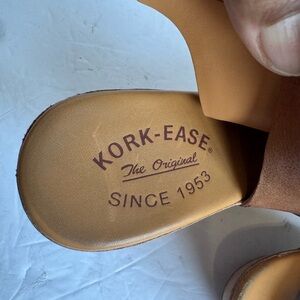 KORK-EASE®
The Original
SINCE 1953